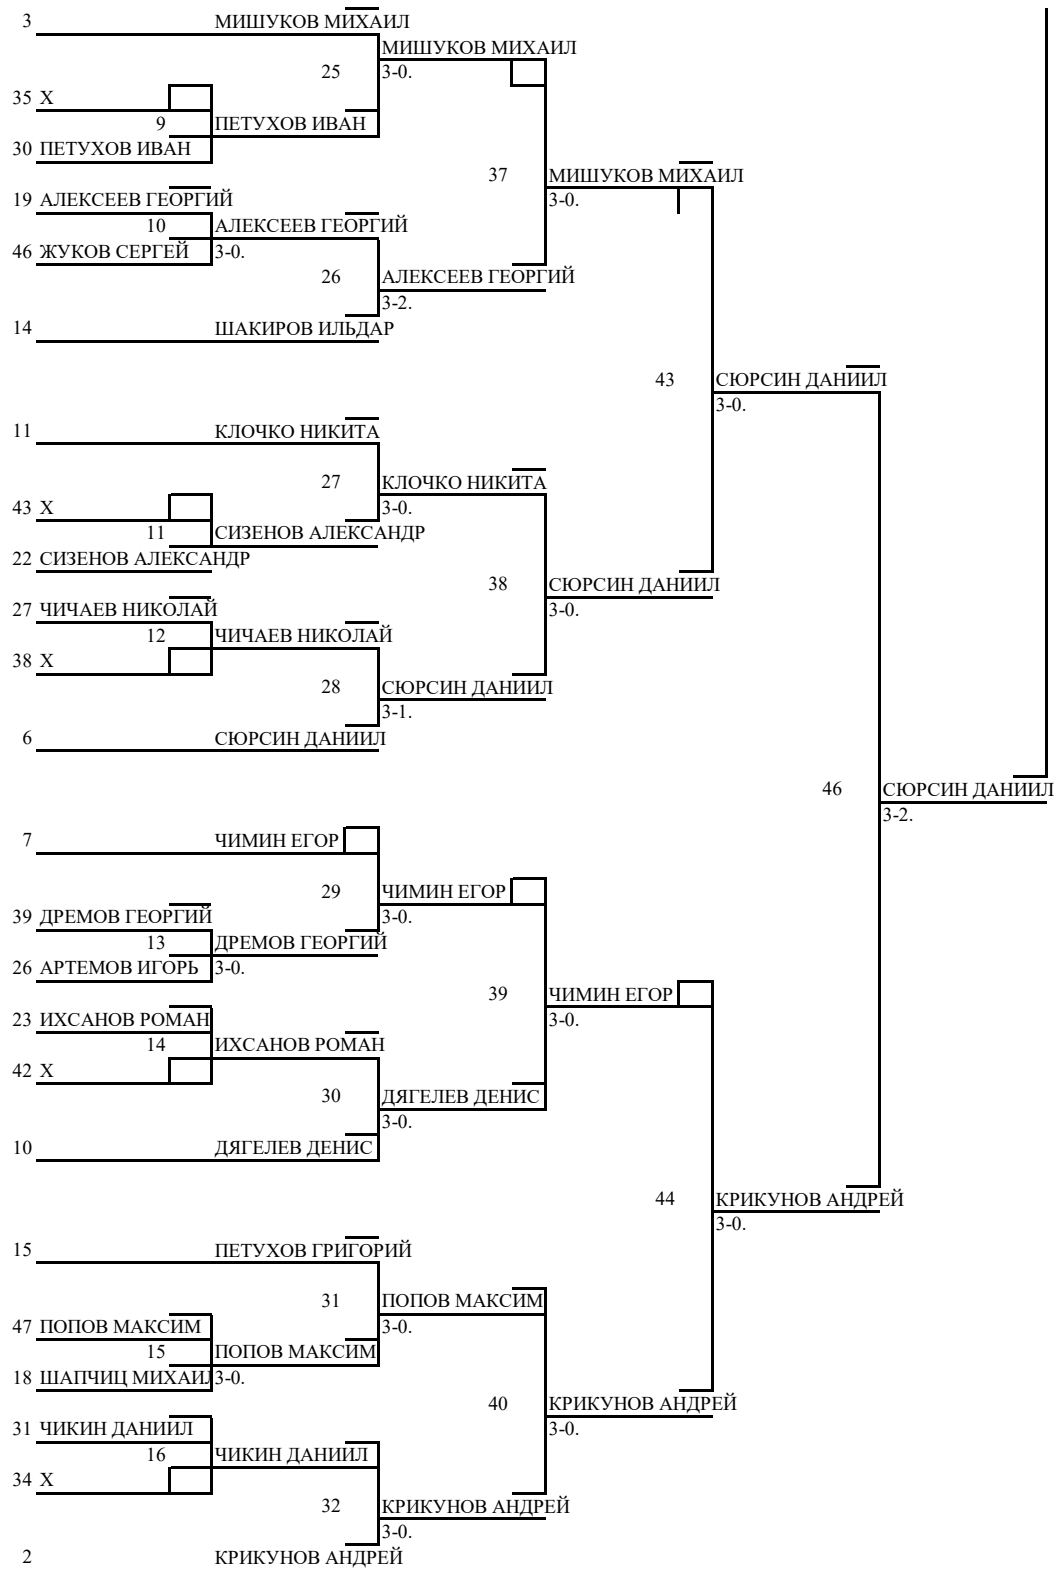 3 МИШУКОВ МИХАИЛ
МИШУКОВ МИХАИЛ
25 3-0.
35 X
9 ПЕТУХОВ ИВАН
30 ПЕТУХОВ ИВАН
37 МИШУКОВ МИХАИЛ
19 АЛЕКСЕЕВ ГЕОРГИЙ 3-0.
10 АЛЕКСЕЕВ ГЕОРГИЙ
46 ЖУКОВ СЕРГЕЙ 3-0.
26 АЛЕКСЕЕВ ГЕОРГИЙ
3-2.
14 ШАКИРОВ ИЛЬДАР
43 СЮРСИН ДАНИИЛ
3-0.
11 КЛОЧКО НИКИТА
27 КЛОЧКО НИКИТА
43 X 3-0.
11 СИЗЕНОВ АЛЕКСАНДР
22 СИЗЕНОВ АЛЕКСАНДР
38 СЮРСИН ДАНИИЛ
27 ЧИЧАЕВ НИКОЛАЙ 3-0.
12 ЧИЧАЕВ НИКОЛАЙ
38 X
28 СЮРСИН ДАНИИЛ
3-1.
6 СЮРСИН ДАНИИЛ
46 СЮРСИН ДАНИИЛ
3-2.
7 ЧИМИН ЕГОР
29 ЧИМИН ЕГОР
39 ДРЕМОВ ГЕОРГИЙ 3-0.
13 ДРЕМОВ ГЕОРГИЙ
26 АРТЕМОВ ИГОРЬ 3-0.
39 ЧИМИН ЕГОР
23 ИХСАНОВ РОМАН 3-0.
14 ИХСАНОВ РОМАН
42 X
30 ДЯГЕЛЕВ ДЕНИС
3-0.
10 ДЯГЕЛЕВ ДЕНИС
44 КРИКУНОВ АНДРЕЙ
3-0.
15 ПЕТУХОВ ГРИГОРИЙ
31 ПОПОВ МАКСИМ
47 ПОПОВ МАКСИМ 3-0.
15 ПОПОВ МАКСИМ
18 ШАПЧИЦ МИХАИЛ 3-0.
40 КРИКУНОВ АНДРЕЙ
31 ЧИКИН ДАНИИЛ 3-0.
16 ЧИКИН ДАНИИЛ
34 X
32 КРИКУНОВ АНДРЕЙ
3-0.
2 КРИКУНОВ АНДРЕЙ